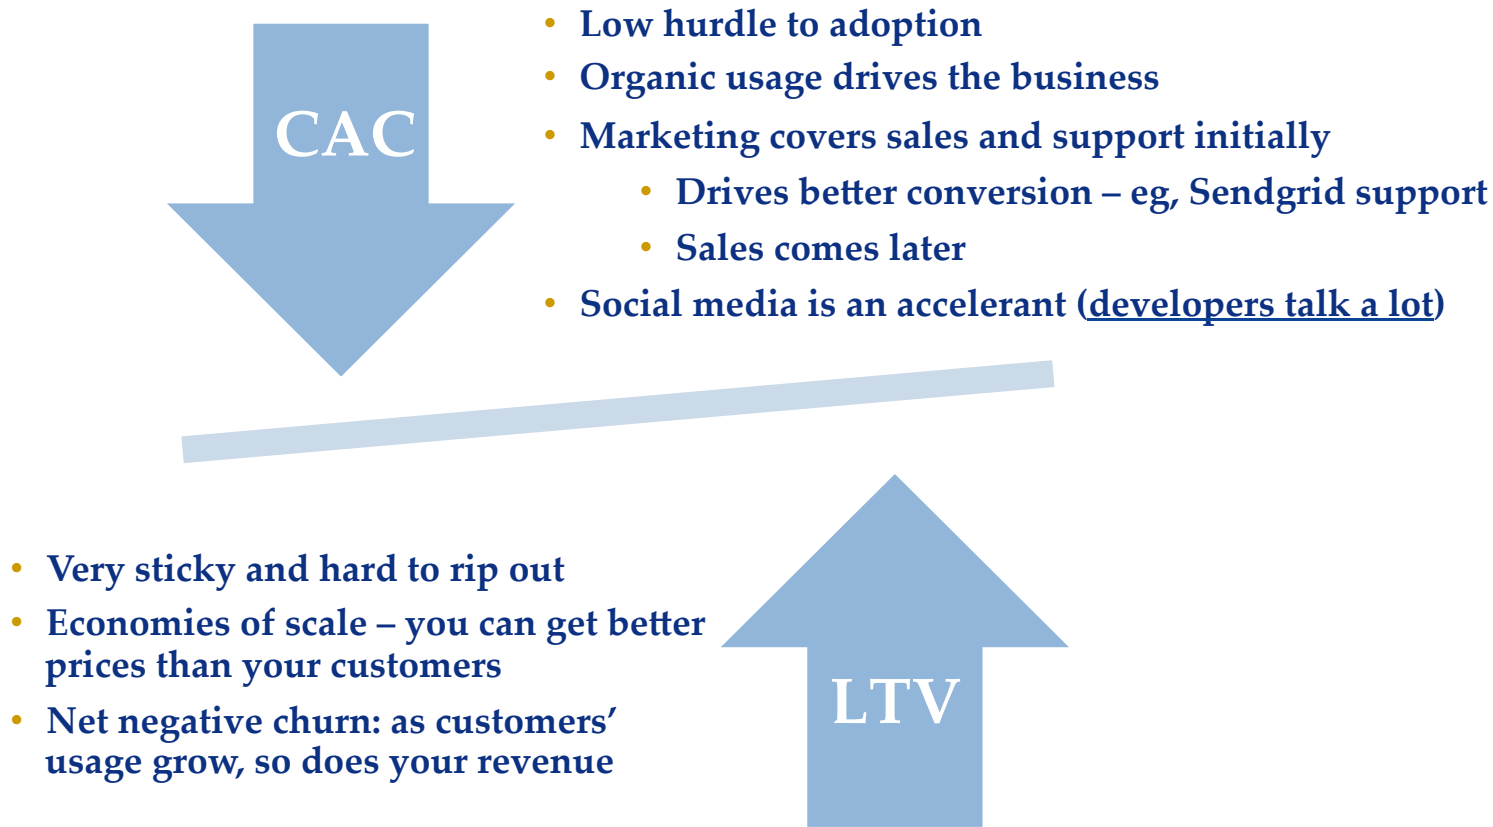 CAC
• Low hurdle to adoption
• Organic usage drives the business
• Marketing covers sales and support initially
• Drives better conversion – eg, Sendgrid support
• Sales comes later
• Social media is an accelerant (developers talk a lot)
• Very sticky and hard to rip out
• Economies of scale – you can get better
prices than your customers
• Net negative churn: as customers’
usage grow, so does your revenue
LTV